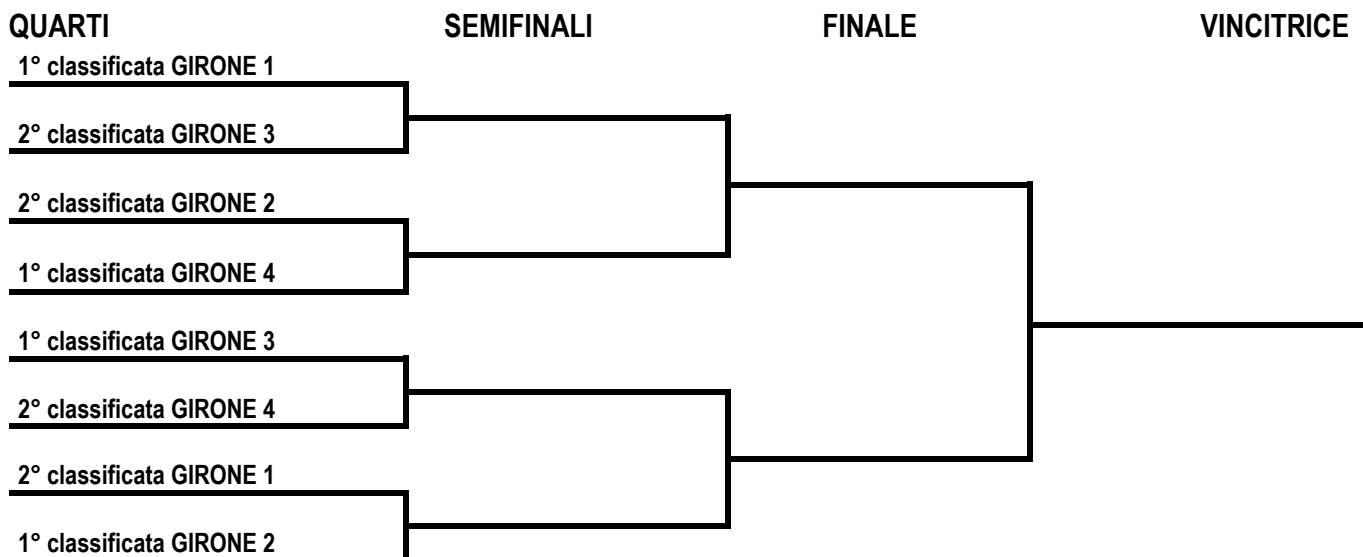 QUARTI SEMIFINALI FINALE VINCITRICE
1° classificata GIRONE 1
2° classificata GIRONE 3
2° classificata GIRONE 2
1° classificata GIRONE 4
1° classificata GIRONE 3
2° classificata GIRONE 4
2° classificata GIRONE 1
1° classificata GIRONE 2